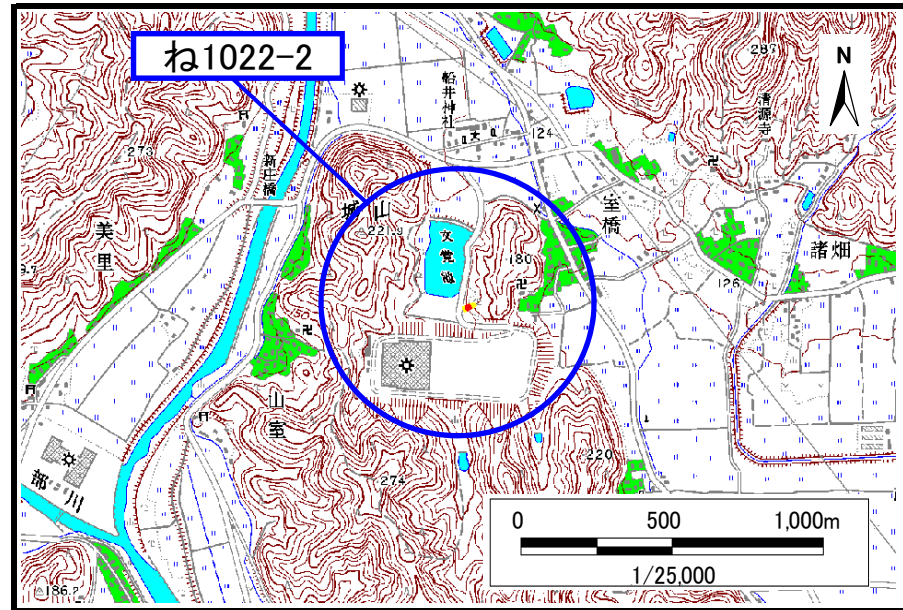 ね1022-2
N
287
清源寺
船井神社
124
273
新庄橋
城山
221.9
文覚池
180
室橋
諸畑
126
美里
山室
274
220
部川
186.2
0 500 1,000m
1/25,000